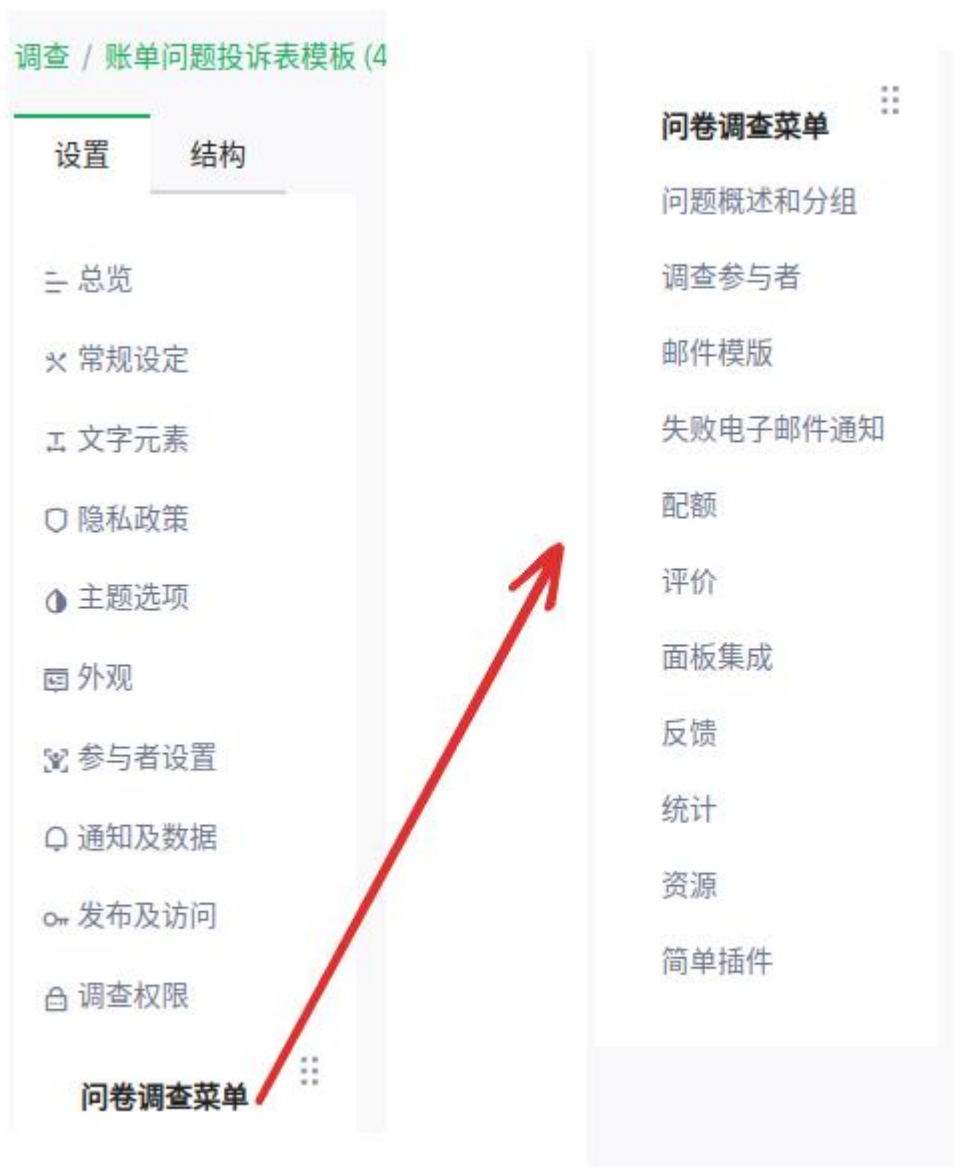 调查 / 账单问题投诉表模板 (4
设置 结构
总览
常规设定
文字元素
隐私政策
主题选项
外观
参与者设置
通知及数据
发布及访问
调查权限
问卷调查菜单
问卷调查菜单
问题概述和分组
调查参与者
邮件模版
失败电子邮件通知
配额
评价
面板集成
反馈
统计
资源
简单插件